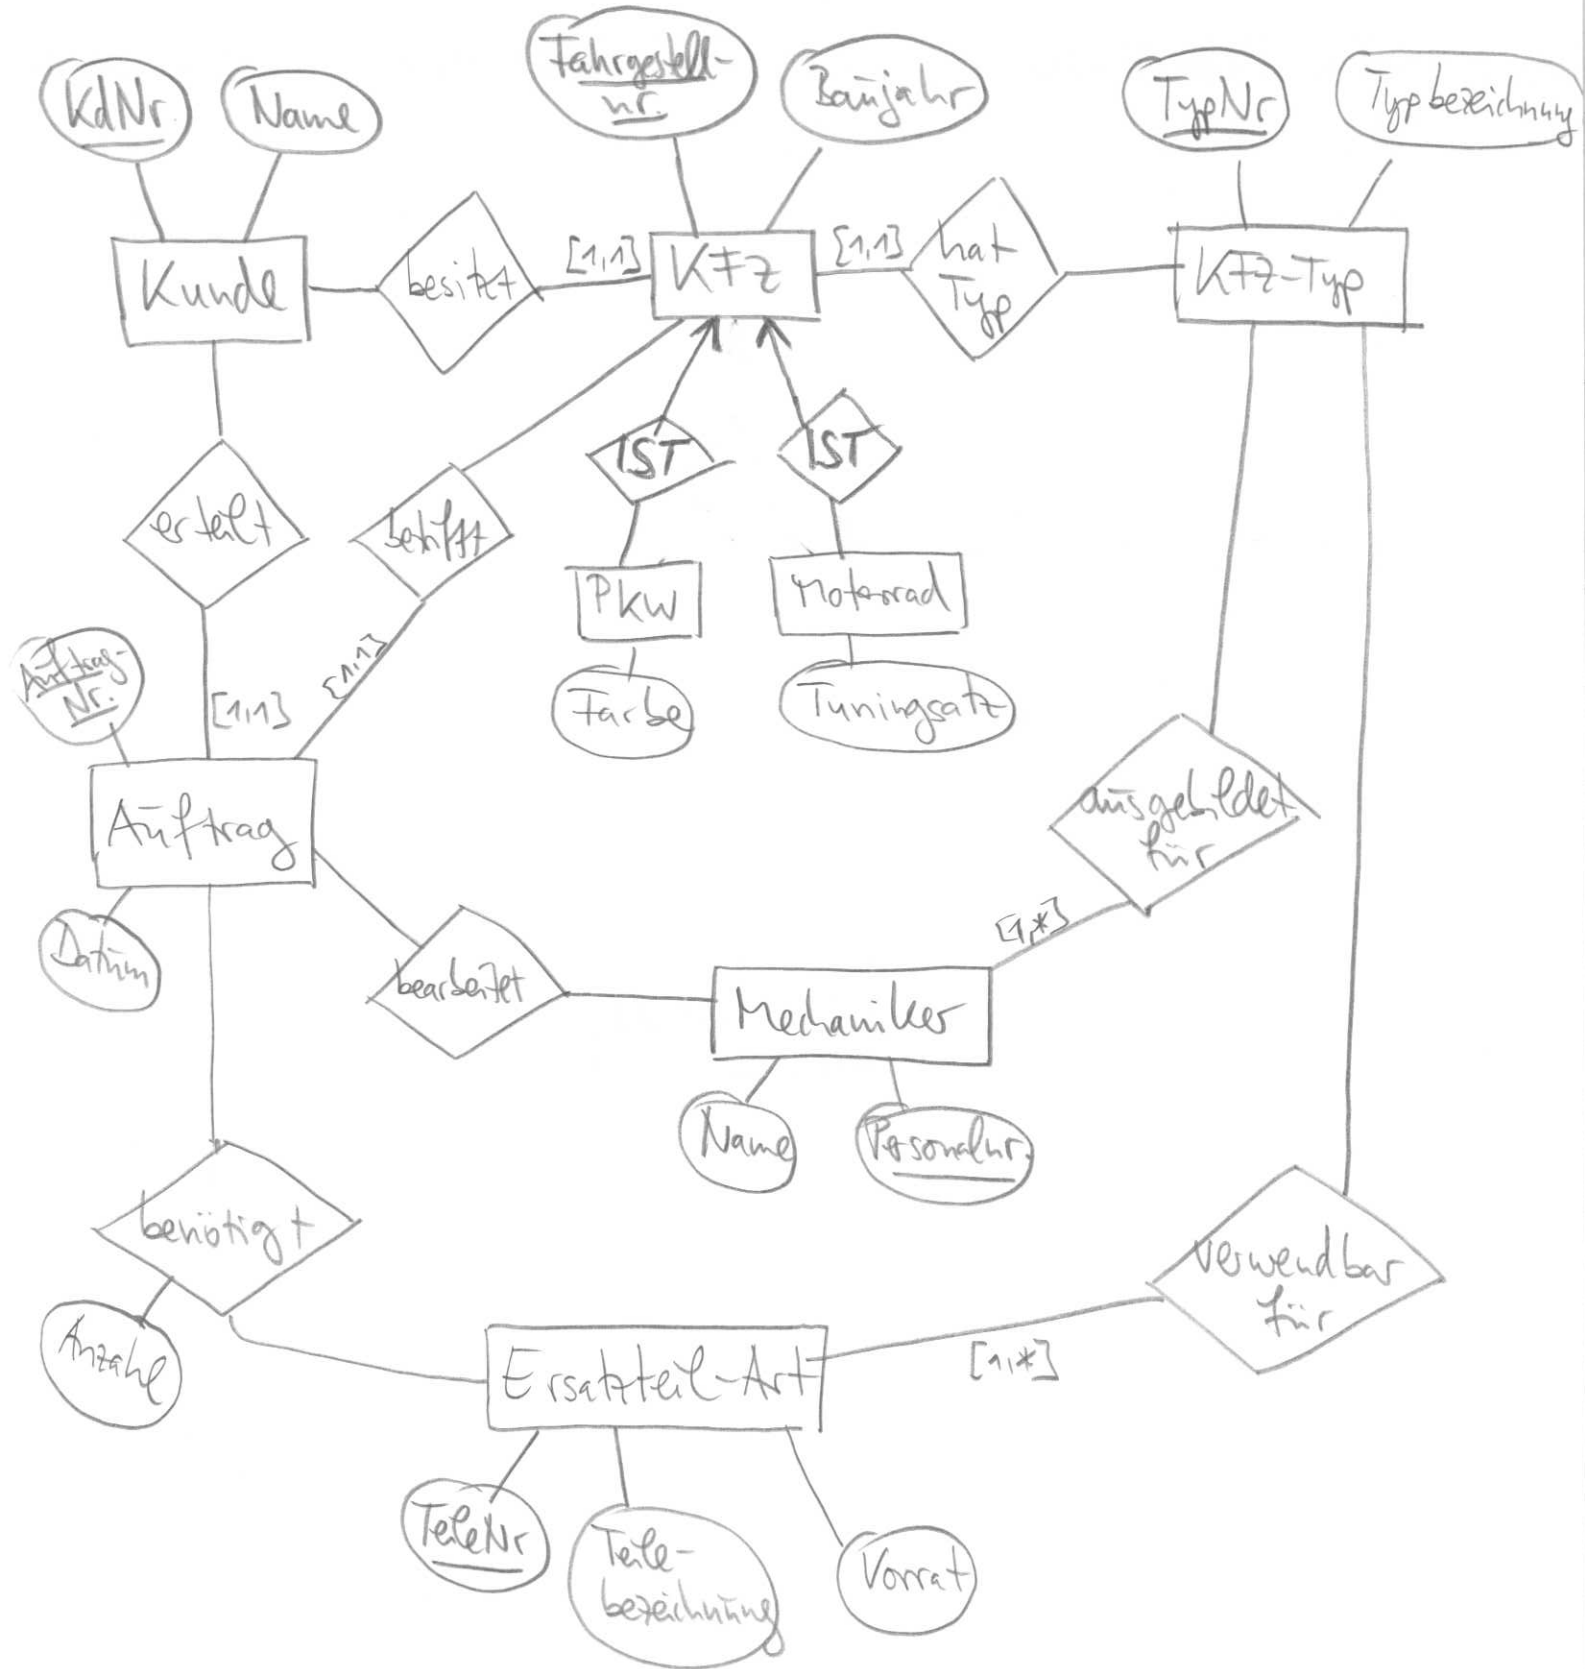 KdNr
Name
Fahrgestell-
nr.
Baujahr
TypNr
Typbezeichnung
Kunde
besitzt
[1,1]
KFZ
[1,1]
hat
Typ
KFZ-Typ
erteilt
betrifft
IST
IST
PKW
Motorrad
Farbe
Tuningsatz
Auftrag-
Nr.
[1,1]
[1,1]
Auftrag
Datum
ausgebildet
für
[1,*]
bearbeitet
Mechaniker
Name
Personalnr.
benötigt
Anzahl
verwendbar
für
[1,*]
Ersatzteil-Art
TeileNr
Teile-
bezeichnung
Vorrat